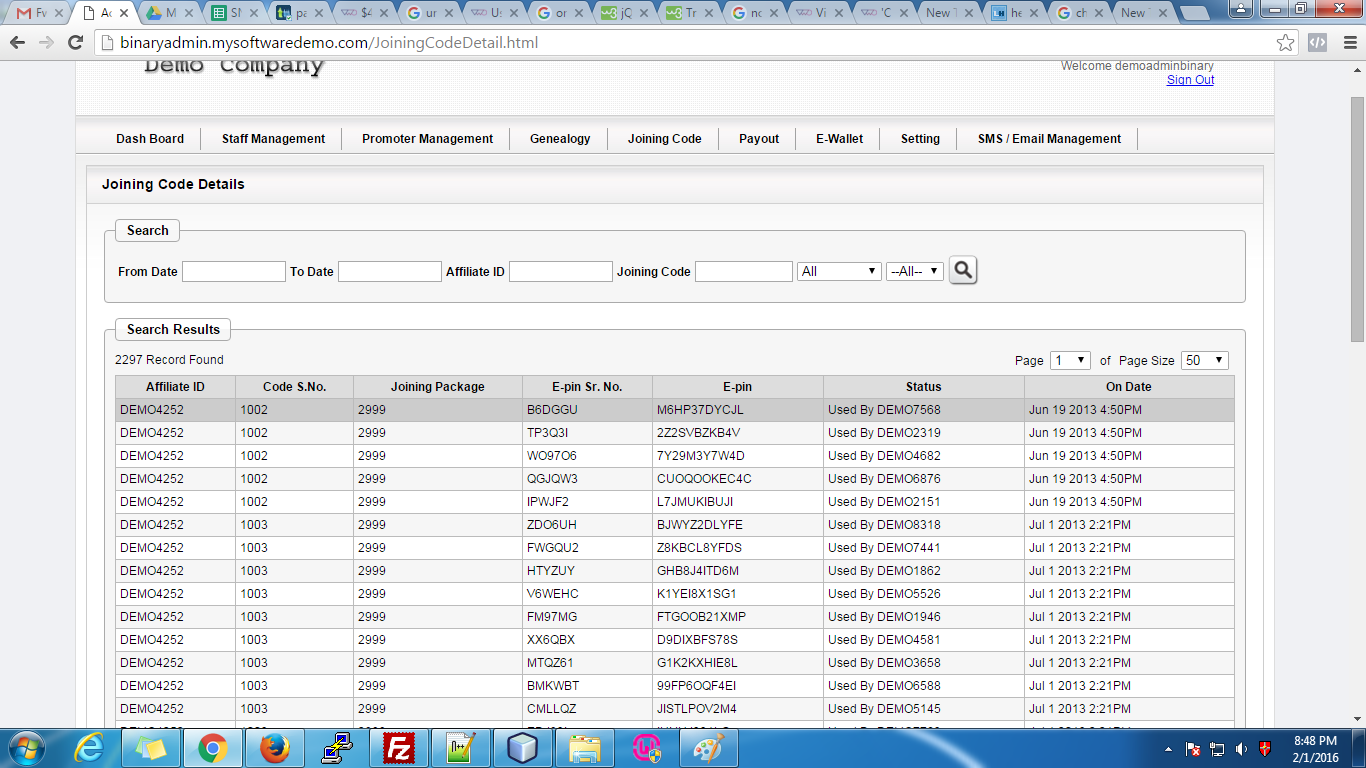 Fw
Ac
M
SN
pa
$4
ur
Us
or
jQ
Tr
no
Vi
'C
New T
he
ch
New
binaryadmin.mysoftwaredemo.com/JoiningCodeDetail.html
Demo Company
Welcome demoadminbinary
Sign Out
Dash Board Staff Management Promoter Management Genealogy Joining Code Payout E-Wallet Setting SMS / Email Management
Joining Code Details
Search
From Date To Date Affiliate ID Joining Code All --All--
Search Results
2297 Record Found Page 1 of Page Size 50
Affiliate ID Code S.No. Joining Package E-pin Sr. No. E-pin Status On Date
DEMO4252 1002 2999 B6DGGU M6HP37DYCJL Used By DEMO7568 Jun 19 2013 4:50PM
DEMO4252 1002 2999 TP3Q3I 2Z2SVBZKB4V Used By DEMO2319 Jun 19 2013 4:50PM
DEMO4252 1002 2999 WO97O6 7Y29M3Y7W4D Used By DEMO4682 Jun 19 2013 4:50PM
DEMO4252 1002 2999 QGJQW3 CUOQOOKEC4C Used By DEMO6876 Jun 19 2013 4:50PM
DEMO4252 1002 2999 IPWJF2 L7JMUKIBUJI Used By DEMO2151 Jun 19 2013 4:50PM
DEMO4252 1003 2999 ZDO6UH BJWYZ2DLYFE Used By DEMO8318 Jul 1 2013 2:21PM
DEMO4252 1003 2999 FWGQU2 Z8KBCL8YFDS Used By DEMO7441 Jul 1 2013 2:21PM
DEMO4252 1003 2999 HTYZUY GHB8J4ITD6M Used By DEMO1862 Jul 1 2013 2:21PM
DEMO4252 1003 2999 V6WEHC K1YEI8X1SG1 Used By DEMO5526 Jul 1 2013 2:21PM
DEMO4252 1003 2999 FM97MG FTGOOB21XMP Used By DEMO1946 Jul 1 2013 2:21PM
DEMO4252 1003 2999 XX6QBX D9DIXBFS78S Used By DEMO4581 Jul 1 2013 2:21PM
DEMO4252 1003 2999 MTQZ61 G1K2KXHIE8L Used By DEMO3658 Jul 1 2013 2:21PM
DEMO4252 1003 2999 BMKWBT 99FP6OQF4EI Used By DEMO6588 Jul 1 2013 2:21PM
DEMO4252 1003 2999 CMLLQZ JISTLPOV2M4 Used By DEMO5145 Jul 1 2013 2:21PM
8:48 PM
2/1/2016